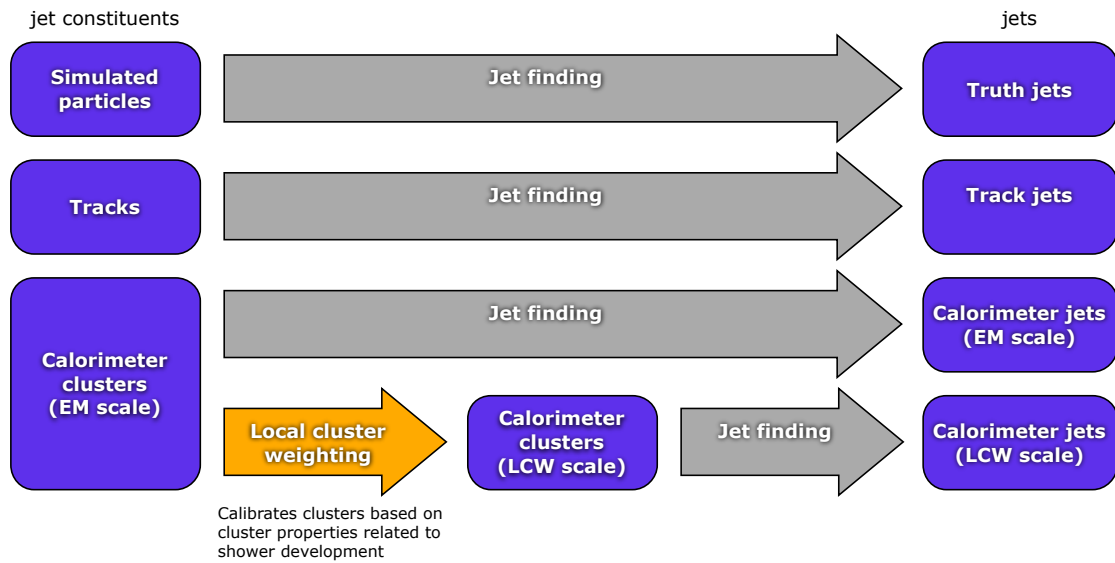 jet constituents
jets
Simulated
particles
Jet finding
Truth jets
Tracks
Jet finding
Track jets
Calorimeter
clusters
(EM scale)
Jet finding
Calorimeter jets
(EM scale)
Local cluster
weighting
Calorimeter
clusters
(LCW scale)
Jet finding
Calorimeter jets
(LCW scale)
Calibrates clusters based on
cluster properties related to
shower development